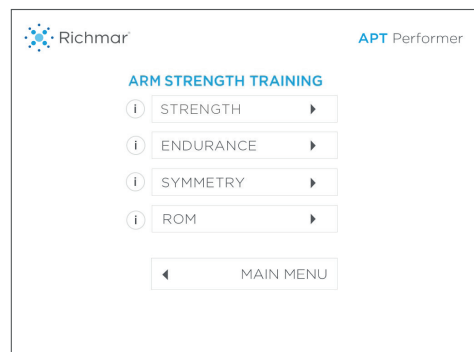 Richmar
APT Performer
ARM STRENGTH TRAINING
i STRENGTH
i ENDURANCE
i SYMMETRY
i ROM
MAIN MENU